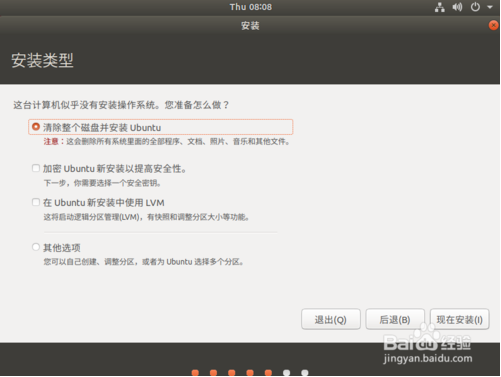 Thu 08:08
安装
安装类型
这台计算机似乎没有安装操作系统。您准备怎么做？
清除整个磁盘并安装 Ubuntu
注意：这会删除所有系统里面的全部程序、文档、照片、音乐和其他文件。
加密 Ubuntu 新安装以提高安全性。
下一步，你需要选择一个安全密钥。
在 Ubuntu 新安装中使用 LVM
这将启动逻辑分区管理(LVM)，有快照和调整分区大小等功能。
其他选项
您可以自己创建、调整分区，或者为 Ubuntu 选择多个分区。
退出(Q) 后退(B) 现在安装(I)
Baidu 经验
jingyan.baidu.com